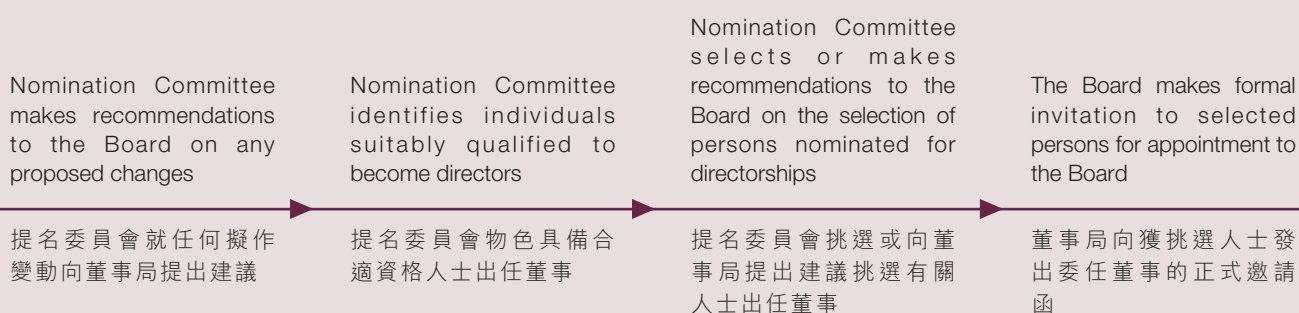 Nomination Committee
makes recommendations
to the Board on any
proposed changes
提名委員會就任何擬作
變動向董事局提出建議
Nomination Committee
identifies individuals
suitably qualified to
become directors
提名委員會物色具備合
適資格人士出任董事
Nomination Committee
selects or makes
recommendations to the
Board on the selection of
persons nominated for
directorships
提名委員會挑選或向董
事局提出建議挑選有關
人士出任董事
The Board makes formal
invitation to selected
persons for appointment to
the Board
董事局向獲挑選人士發
出委任董事的正式邀請
函